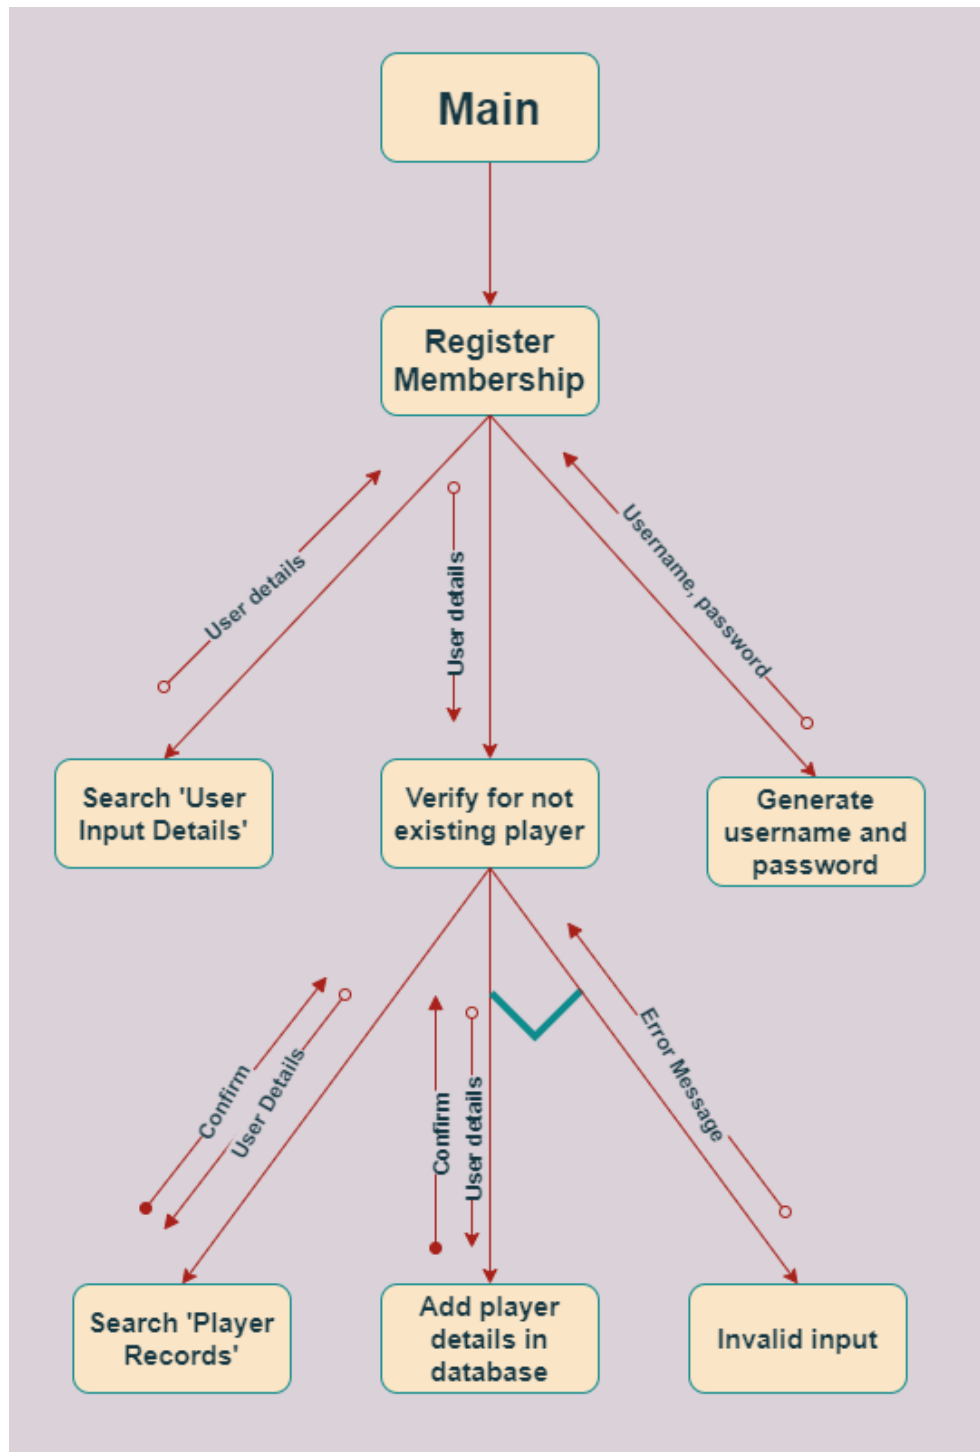 Main
Register
Membership
User details
User details
Username, password
Search 'User
Input Details'
Verify for not
existing player
Generate
username and
password
Confirm
User Details
Confirm
User details
Error Message
Search 'Player
Records'
Add player
details in
database
Invalid input